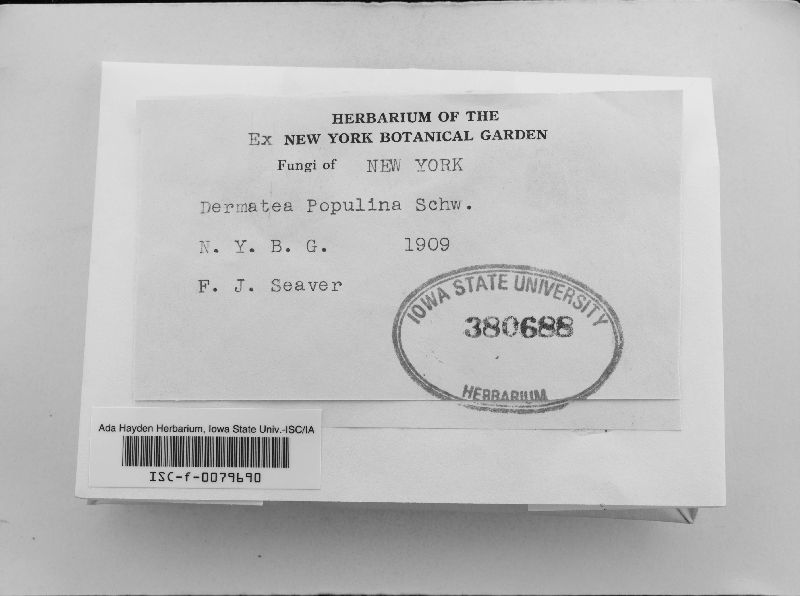 HERBARIUM OF THE
Ex NEW YORK BOTANICAL GARDEN
Fungi of NEW YORK
Dermatea Populina Schw.
N. Y. B. G. 1909
F. J. Seaver
IOWA STATE UNIVERSITY
380688
HERBARIUM
Ada Hayden Herbarium, Iowa State Univ.-ISC/IA
ISC-f-0079690